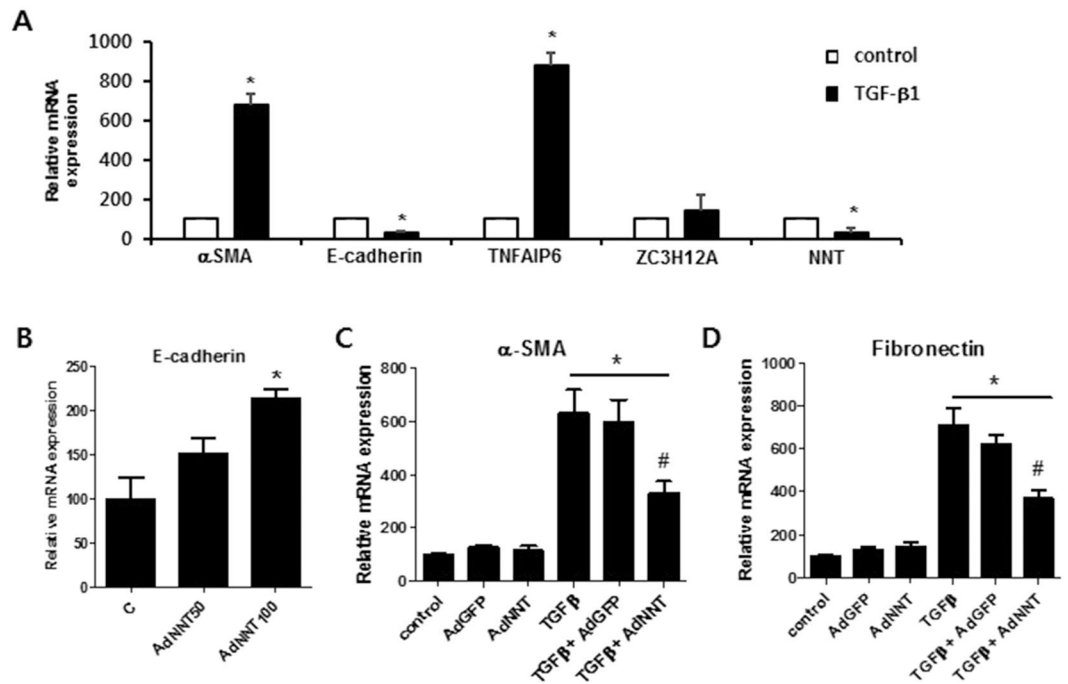 A
Relative mRNA
expression
1000
800
600
400
200
0
*
*
*
*
control
TGF-β1
α.SMA
E-cadherin
TNFAIP6
ZC3H12A
NNT
B
E-cadherin
Relative mRNA expression
250
200
150
100
50
0
*
C
AdNNT50
AdNNT100
C
α-SMA
Relative mRNA expression
800
600
400
200
0
*
#
control
AdGFP
AdNNT
TGFβ
TGFβ+ AdGFP
TGFβ+ AdNNT
D
Fibronectin
Relative mRNA expression
1000
800
600
400
200
0
*
#
control
AdGFP
AdNNT
TGFβ
TGFβ+ AdGFP
TGFβ+ AdNNT